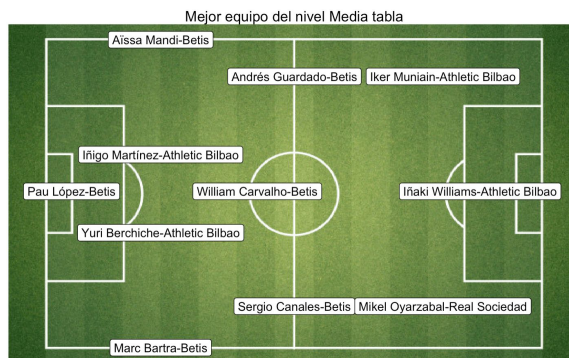 Mejor equipo del nivel Media tabla
Aïssa Mandi-Betis
Andrés Guardado-Betis
Iker Muniain-Athletic Bilbao
Iñigo Martínez-Athletic Bilbao
Pau López-Betis
William Carvalho-Betis
Iñaki Williams-Athletic Bilbao
Yuri Berchiche-Athletic Bilbao
Sergio Canales-Betis
Mikel Oyarzabal-Real Sociedad
Marc Bartra-Betis